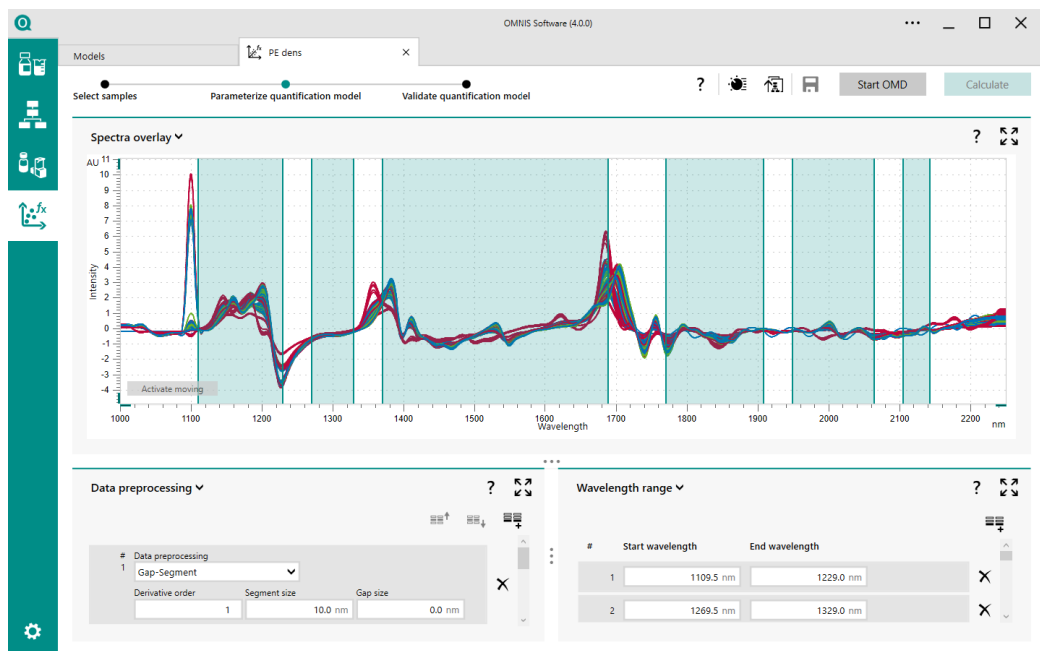 OMNIS Software (4.0.0)
Models
PE dens
Select samples
Parameterize quantification model
Validate quantification model
?
Start OMD
Calculate
Spectra overlay
?
AU
11
10
9
8
7
6
5
4
3
2
1
0
-1
-2
-3
-4
Intensity
Activate moving
1000 1100 1200 1300 1400 1500 1600 1700 1800 1900 2000 2100 2200 nm
Wavelength
Data preprocessing
?
# Data preprocessing
1 Gap-Segment
Derivative order Segment size Gap size
1 10.0 nm 0.0 nm
Wavelength range
?
# Start wavelength End wavelength
1 1109.5 nm 1229.0 nm
2 1269.5 nm 1329.0 nm